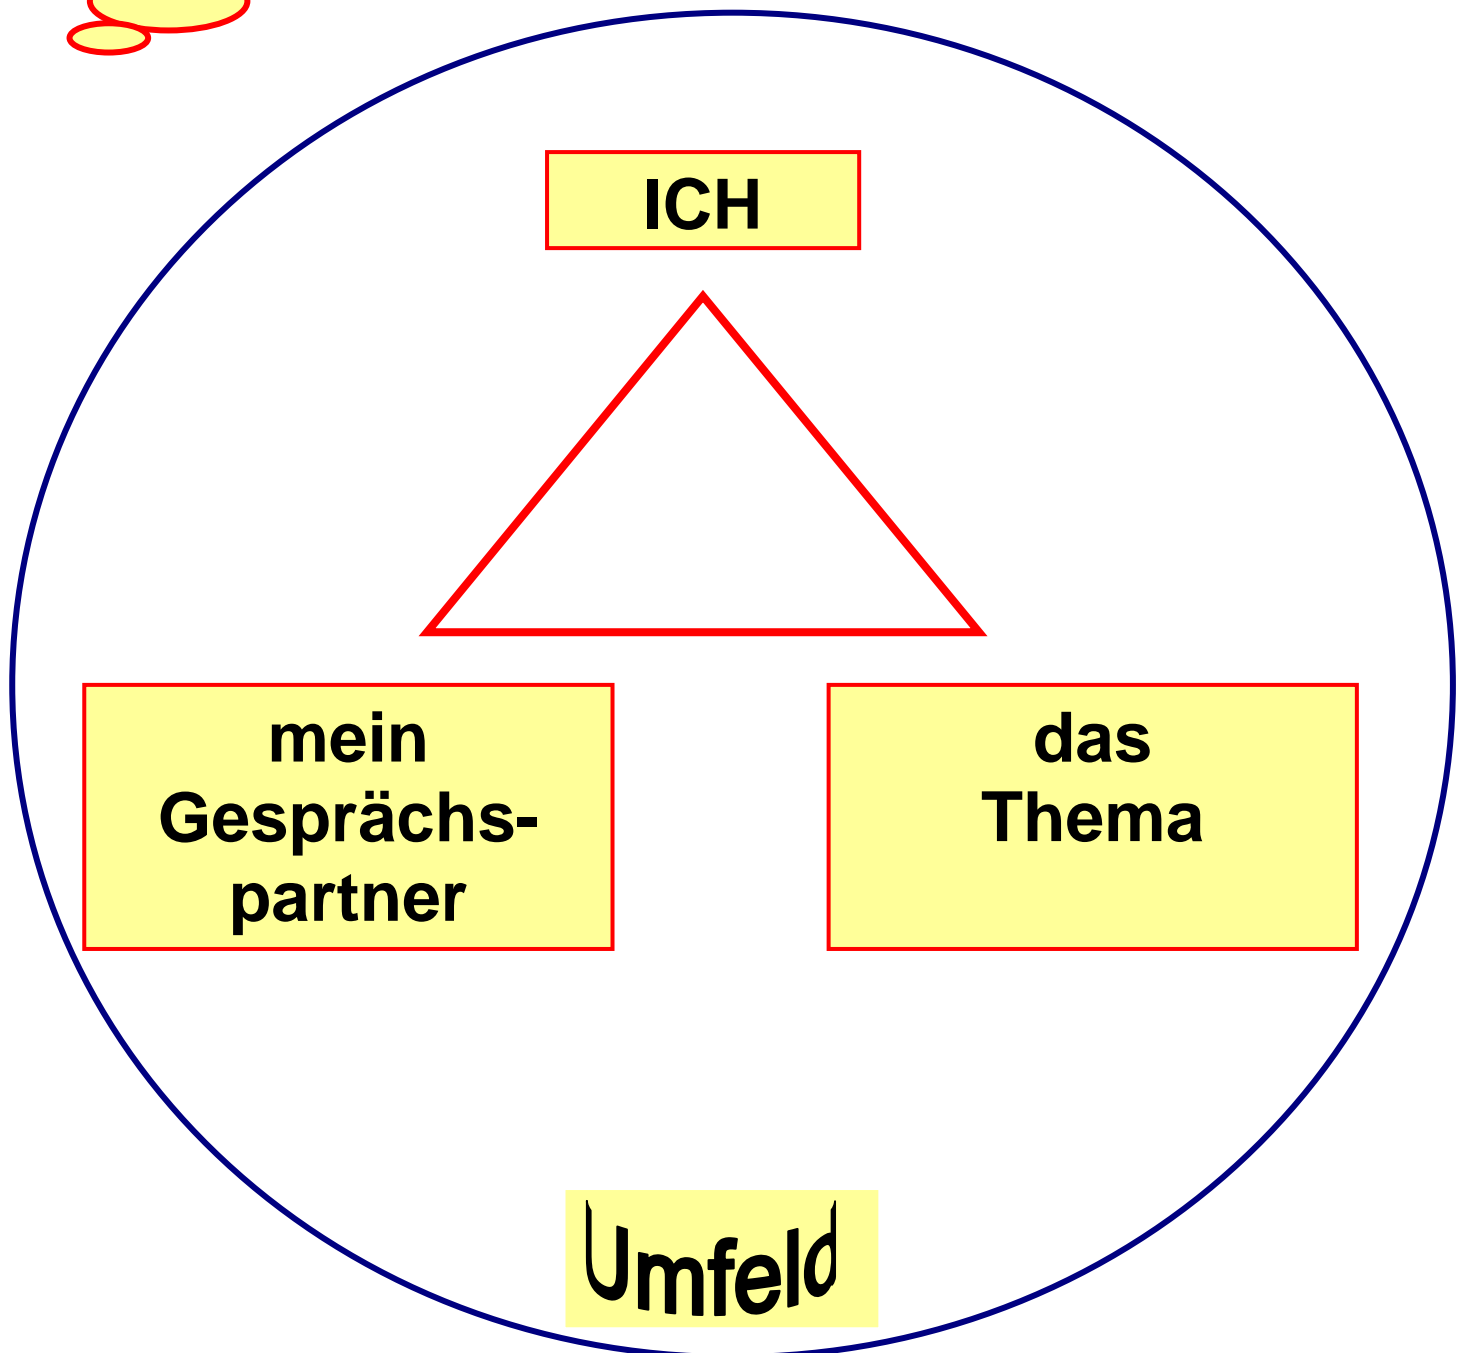 ICH
mein
Gesprächs-
partner
das
Thema
Umfeld